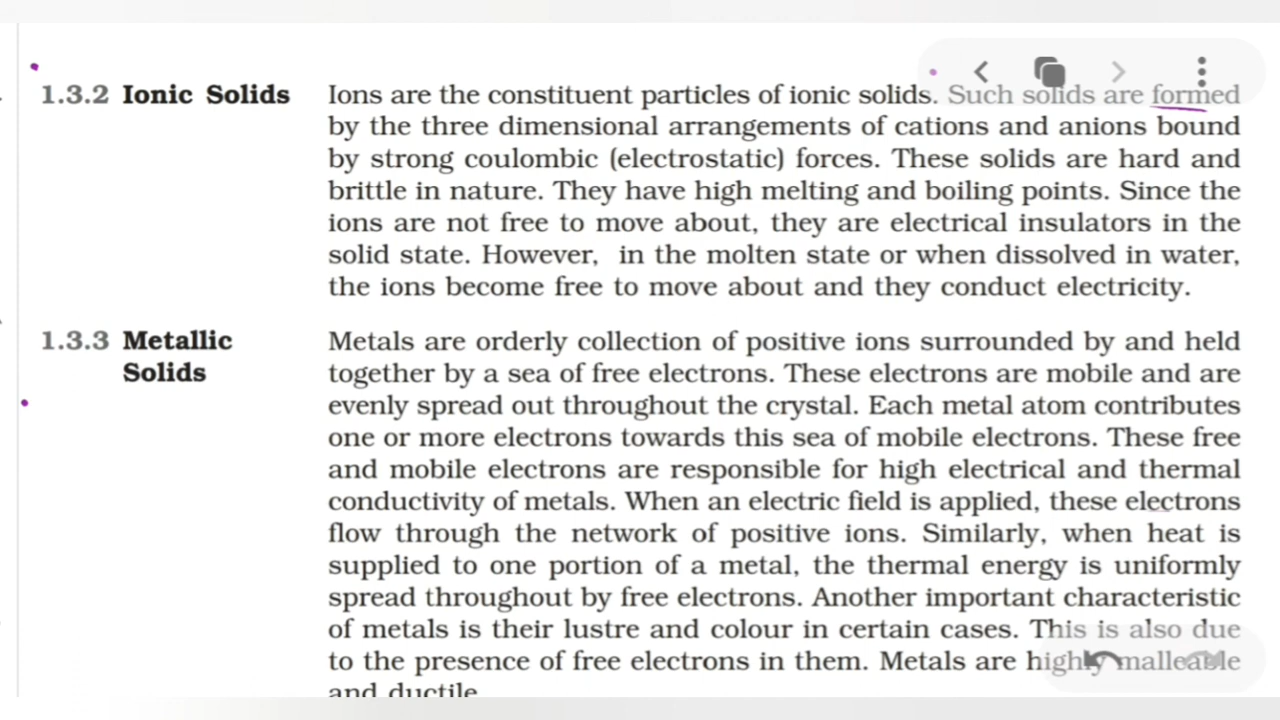 1.3.2 Ionic Solids
Ions are the constituent particles of ionic solids. Such solids are formed
by the three dimensional arrangements of cations and anions bound
by strong coulombic (electrostatic) forces. These solids are hard and
brittle in nature. They have high melting and boiling points. Since the
ions are not free to move about, they are electrical insulators in the
solid state. However, in the molten state or when dissolved in water,
the ions become free to move about and they conduct electricity.
1.3.3 Metallic
Solids
Metals are orderly collection of positive ions surrounded by and held
together by a sea of free electrons. These electrons are mobile and are
evenly spread out throughout the crystal. Each metal atom contributes
one or more electrons towards this sea of mobile electrons. These free
and mobile electrons are responsible for high electrical and thermal
conductivity of metals. When an electric field is applied, these electrons
flow through the network of positive ions. Similarly, when heat is
supplied to one portion of a metal, the thermal energy is uniformly
spread throughout by free electrons. Another important characteristic
of metals is their lustre and colour in certain cases. This is also due
to the presence of free electrons in them. Metals are highly malleable
and ductile.